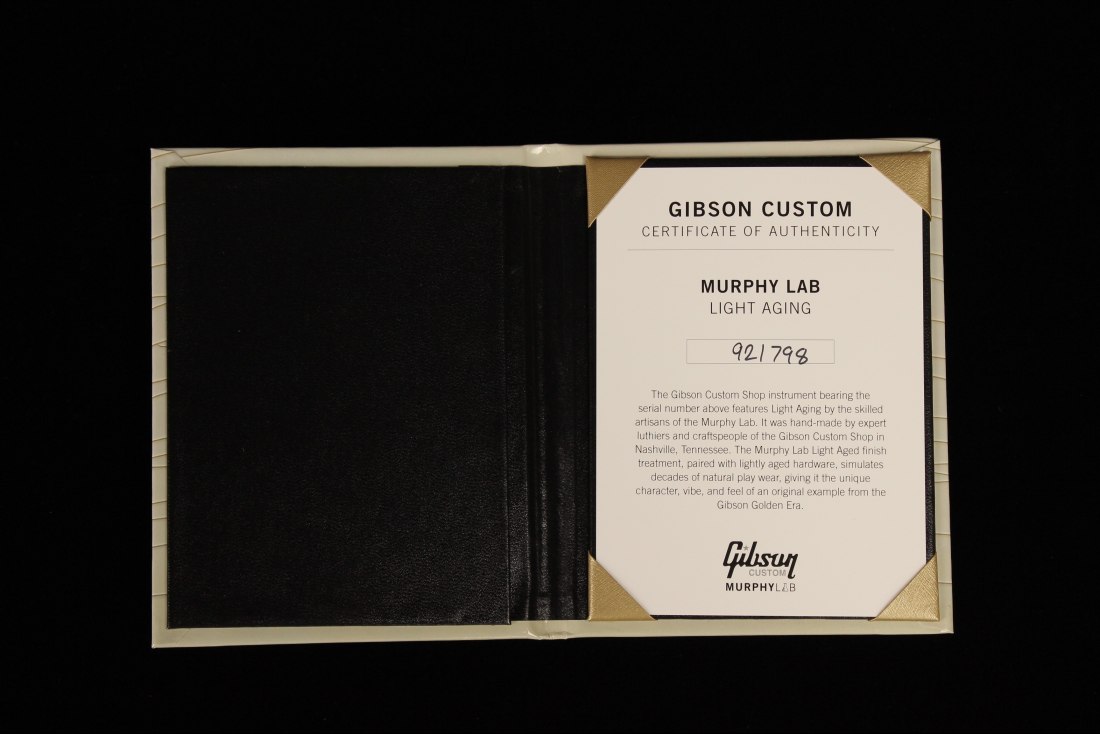 GIBSON CUSTOM
CERTIFICATE OF AUTHENTICITY
MURPHY LAB
LIGHT AGING
921798
The Gibson Custom Shop instrument bearing the
serial number above features Light Aging by the skilled
artisans of the Murphy Lab. It was hand-made by expert
luthiers and craftspeople of the Gibson Custom Shop in
Nashville, Tennessee. The Murphy Lab Light Aged finish
treatment, paired with lightly aged hardware, simulates
decades of natural play wear, giving it the unique
character, vibe, and feel of an original example from the
Gibson Golden Era.
Gibson
CUSTOM
MURPHYLAB